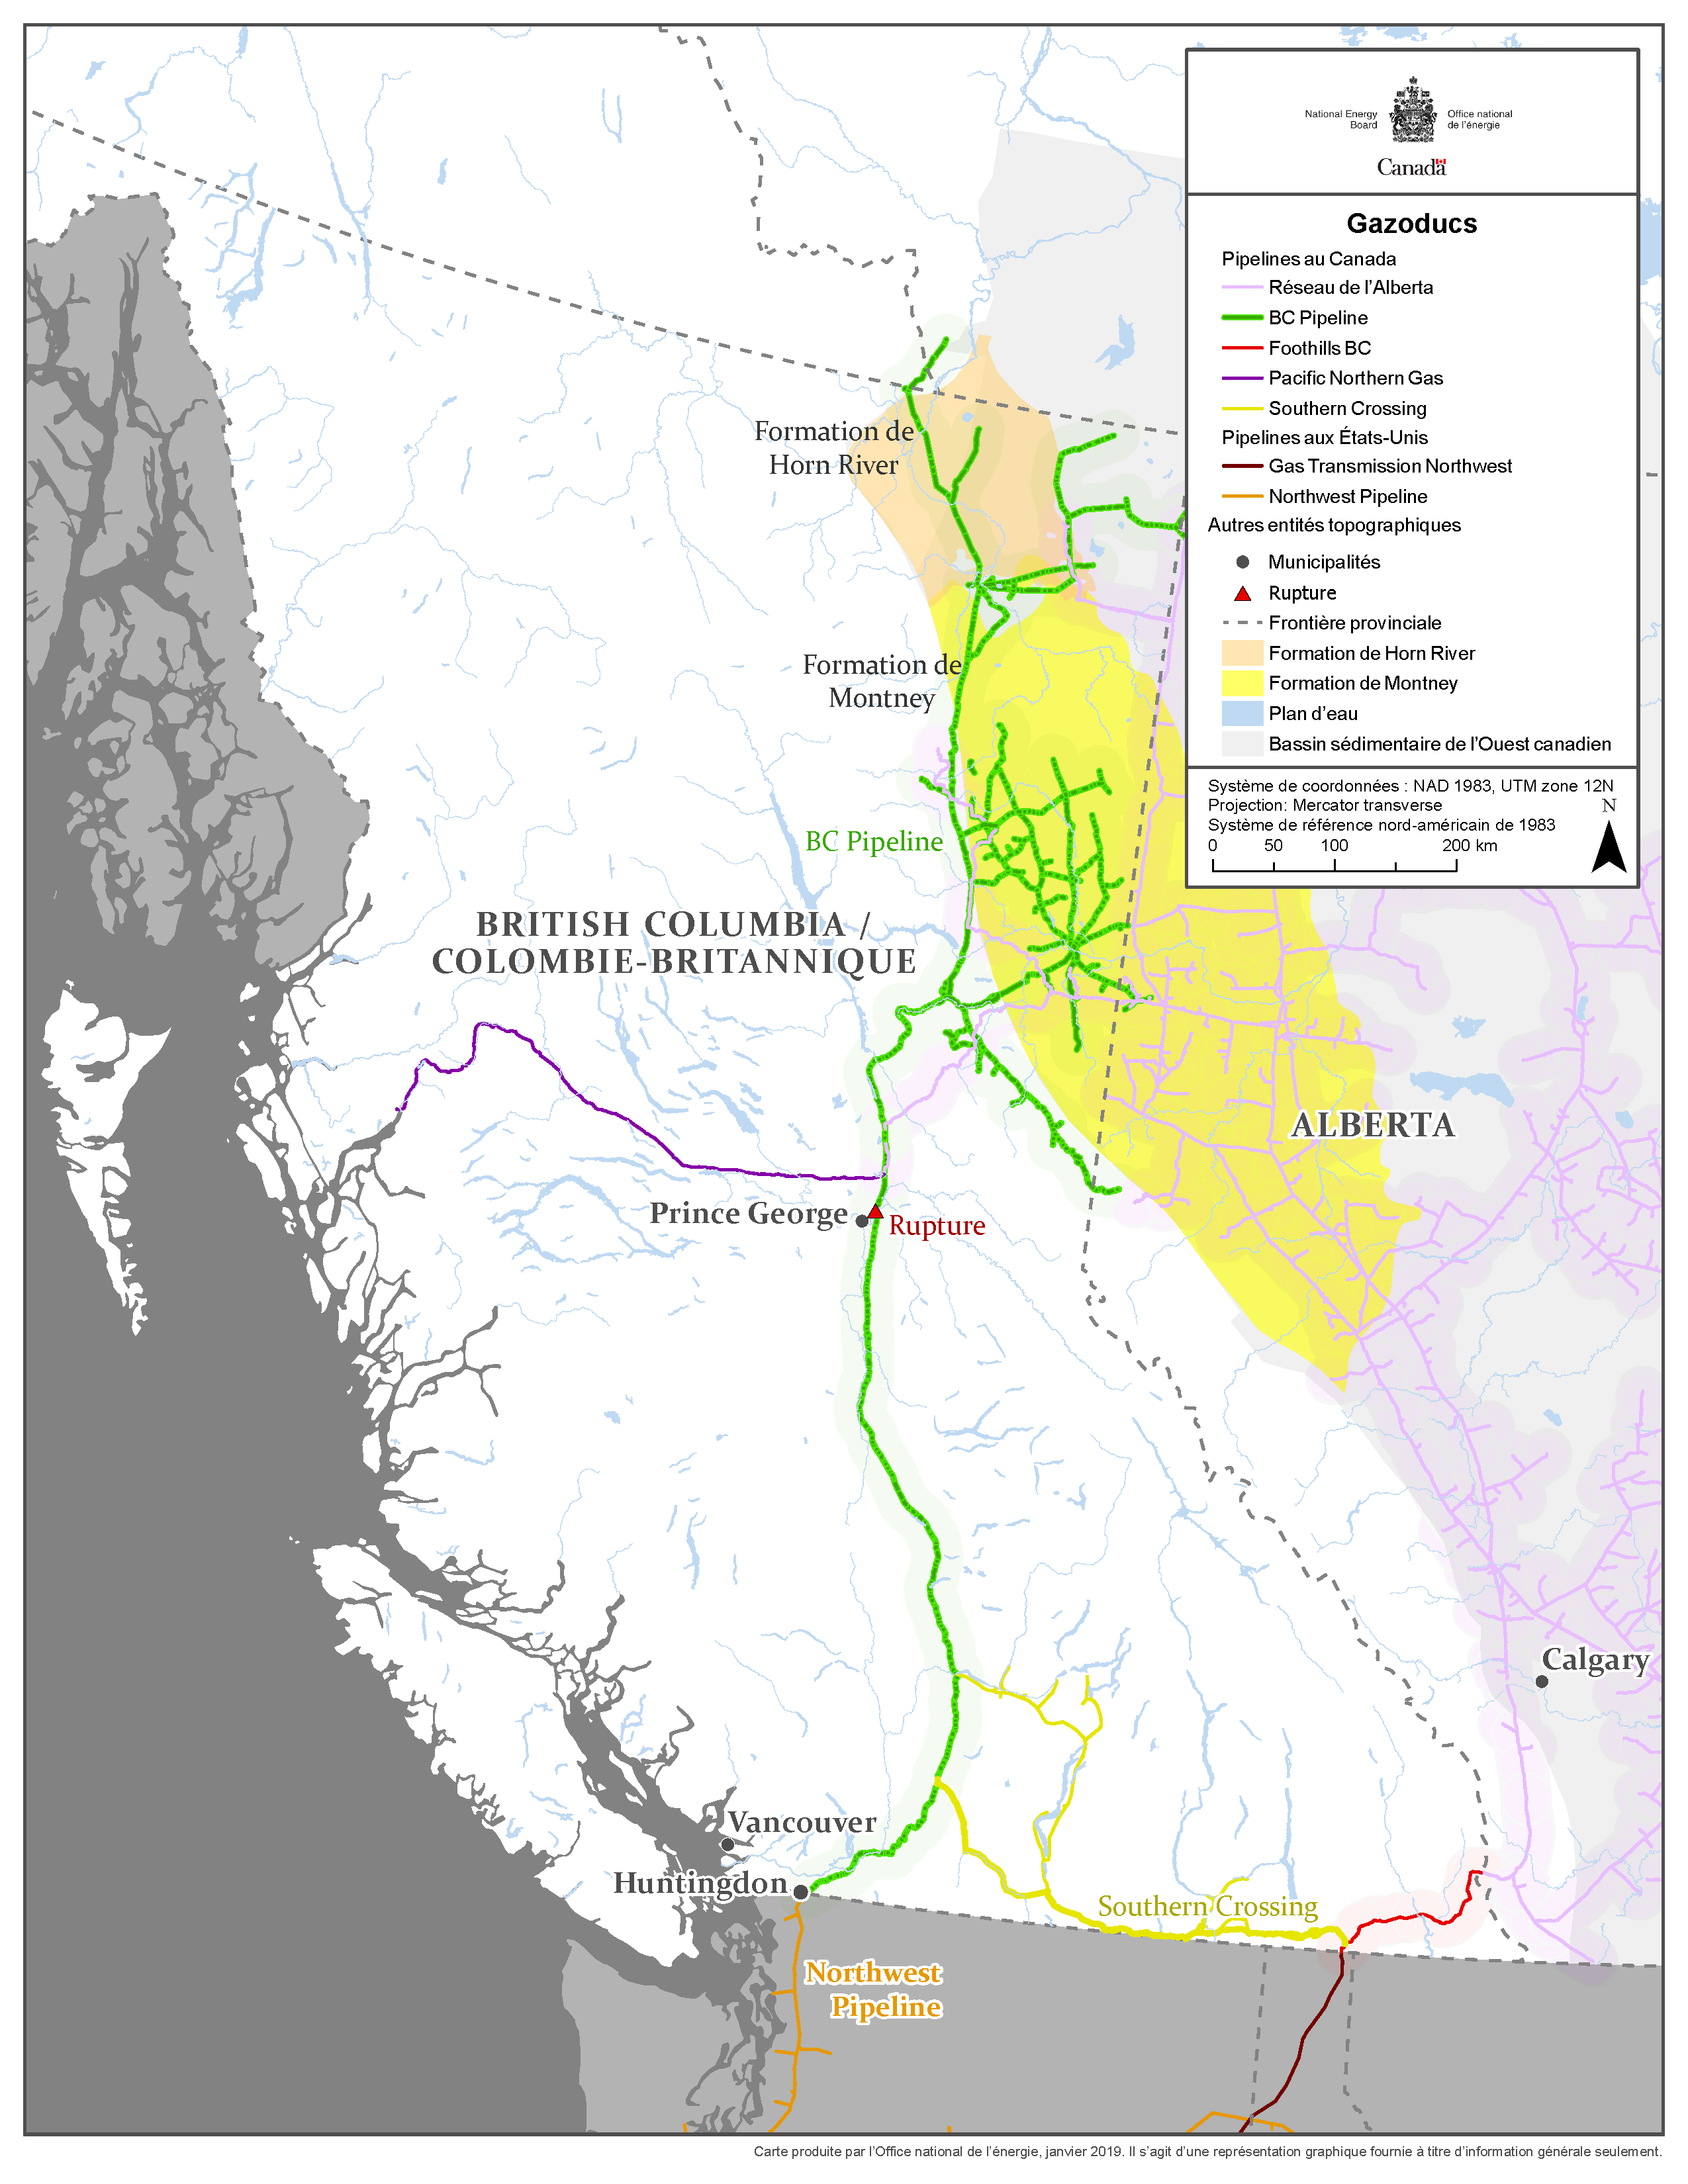 National Energy Board
Office national de l'énergie
Canada
Gazoducs
Pipelines au Canada
Réseau de l'Alberta
BC Pipeline
Foothills BC
Pacific Northern Gas
Southern Crossing
Pipelines aux États-Unis
Gas Transmission Northwest
Northwest Pipeline
Autres entités topographiques
Municipalités
Rupture
Frontière provinciale
Formation de Horn River
Formation de Montney
Plan d'eau
Bassin sédimentaire de l'Ouest canadien
Système de coordonnées : NAD 1983, UTM zone 12N
Projection: Mercator transverse
Système de référence nord-américain de 1983
N
0 50 100 200 km
Formation de
Horn River
Formation de
Montney
BC Pipeline
BRITISH COLUMBIA /
COLOMBIE-BRITANNIQUE
ALBERTA
Prince George
Rupture
Calgary
Vancouver
Huntingdon
Southern Crossing
Northwest
Pipeline
Carte produite par l'Office national de l'énergie, janvier 2019. Il s'agit d'une représentation graphique fournie à titre d'information générale seulement.